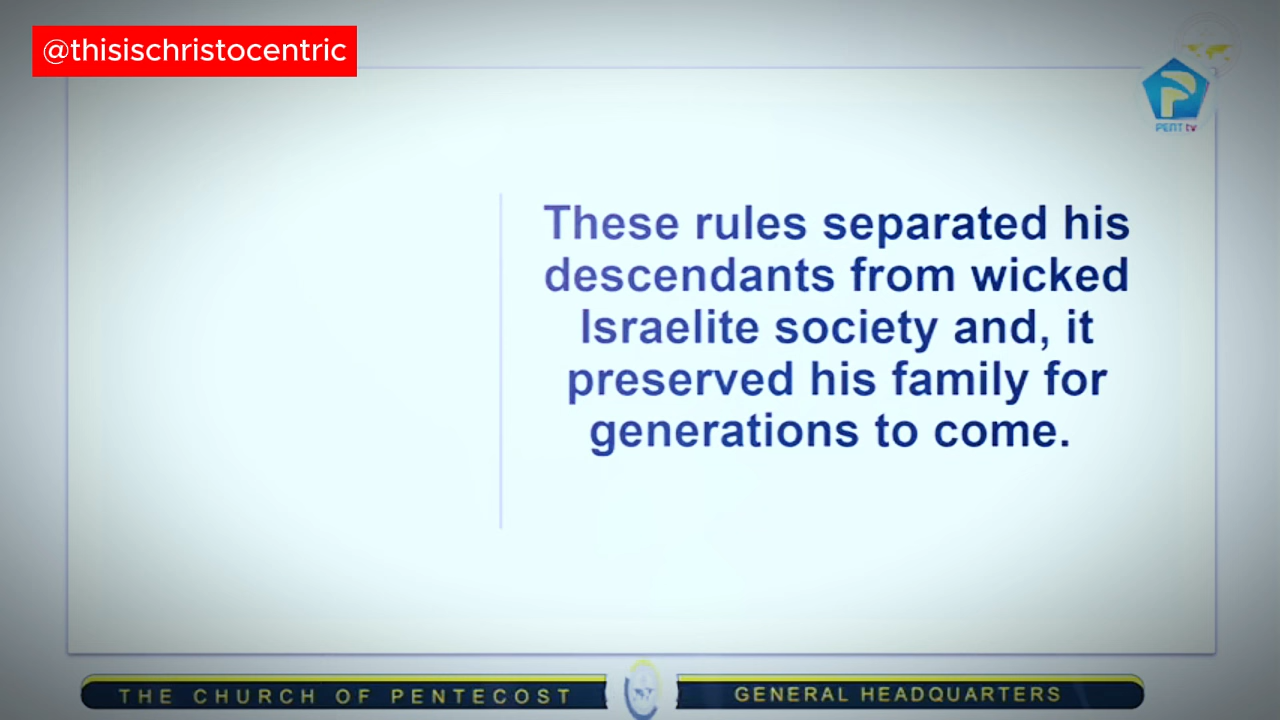 @thisischristocentric
PENT tv
These rules separated his
descendants from wicked
Israelite society and, it
preserved his family for
generations to come.
THE CHURCH OF PENTECOST
GENERAL HEADQUARTERS